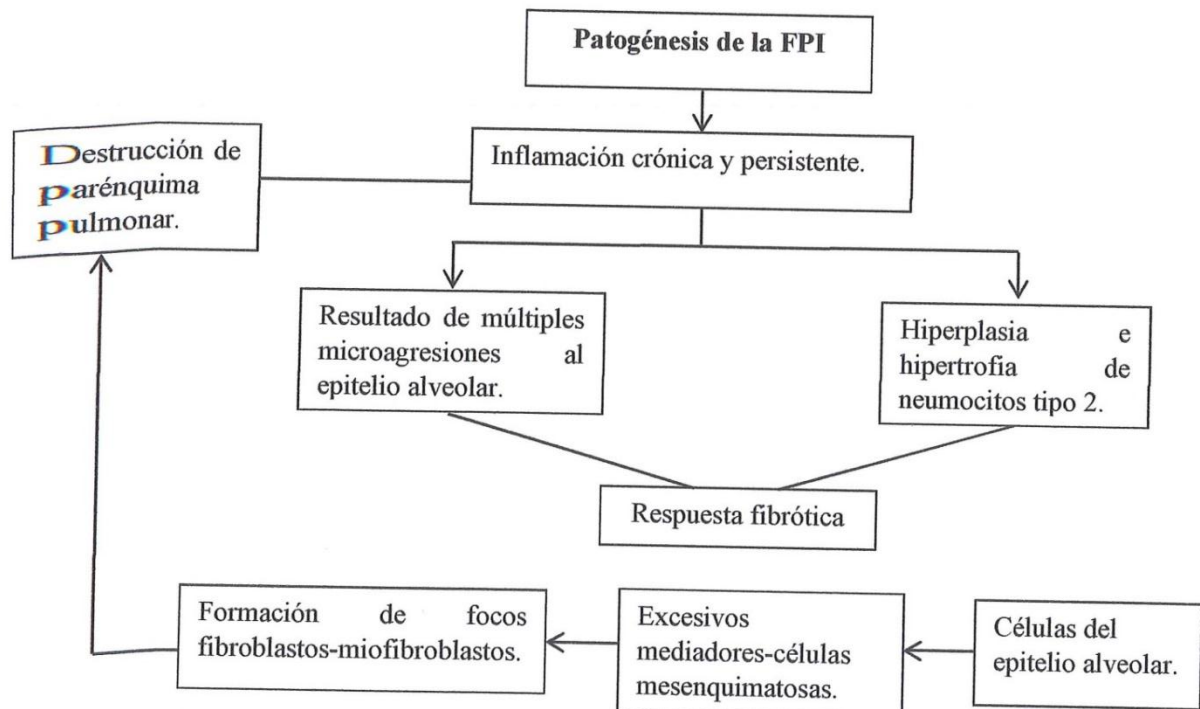 Patogénesis de la FPI
Inflamación crónica y persistente.
Destrucción de
parénquima
pulmonar.
Resultado de múltiples
microagresiones al
epitelio alveolar.
Hiperplasia e
hipertrofia de
neumocitos tipo 2.
Respuesta fibrótica
Formación de focos
fibroblastos-miofibroblastos.
Excesivos
mediadores-células
mesenquimatosas.
Células del
epitelio alveolar.